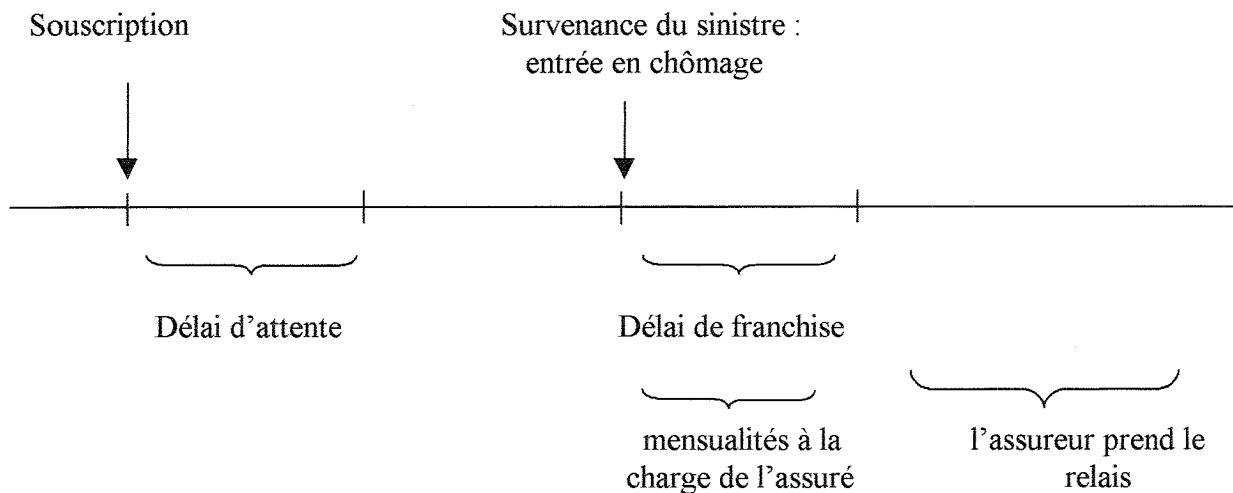 Souscription
Survenance du sinistre :
entrée en chômage
Délai d'attente
Délai de franchise
mensualités à la
charge de l'assuré
l'assureur prend le
relais